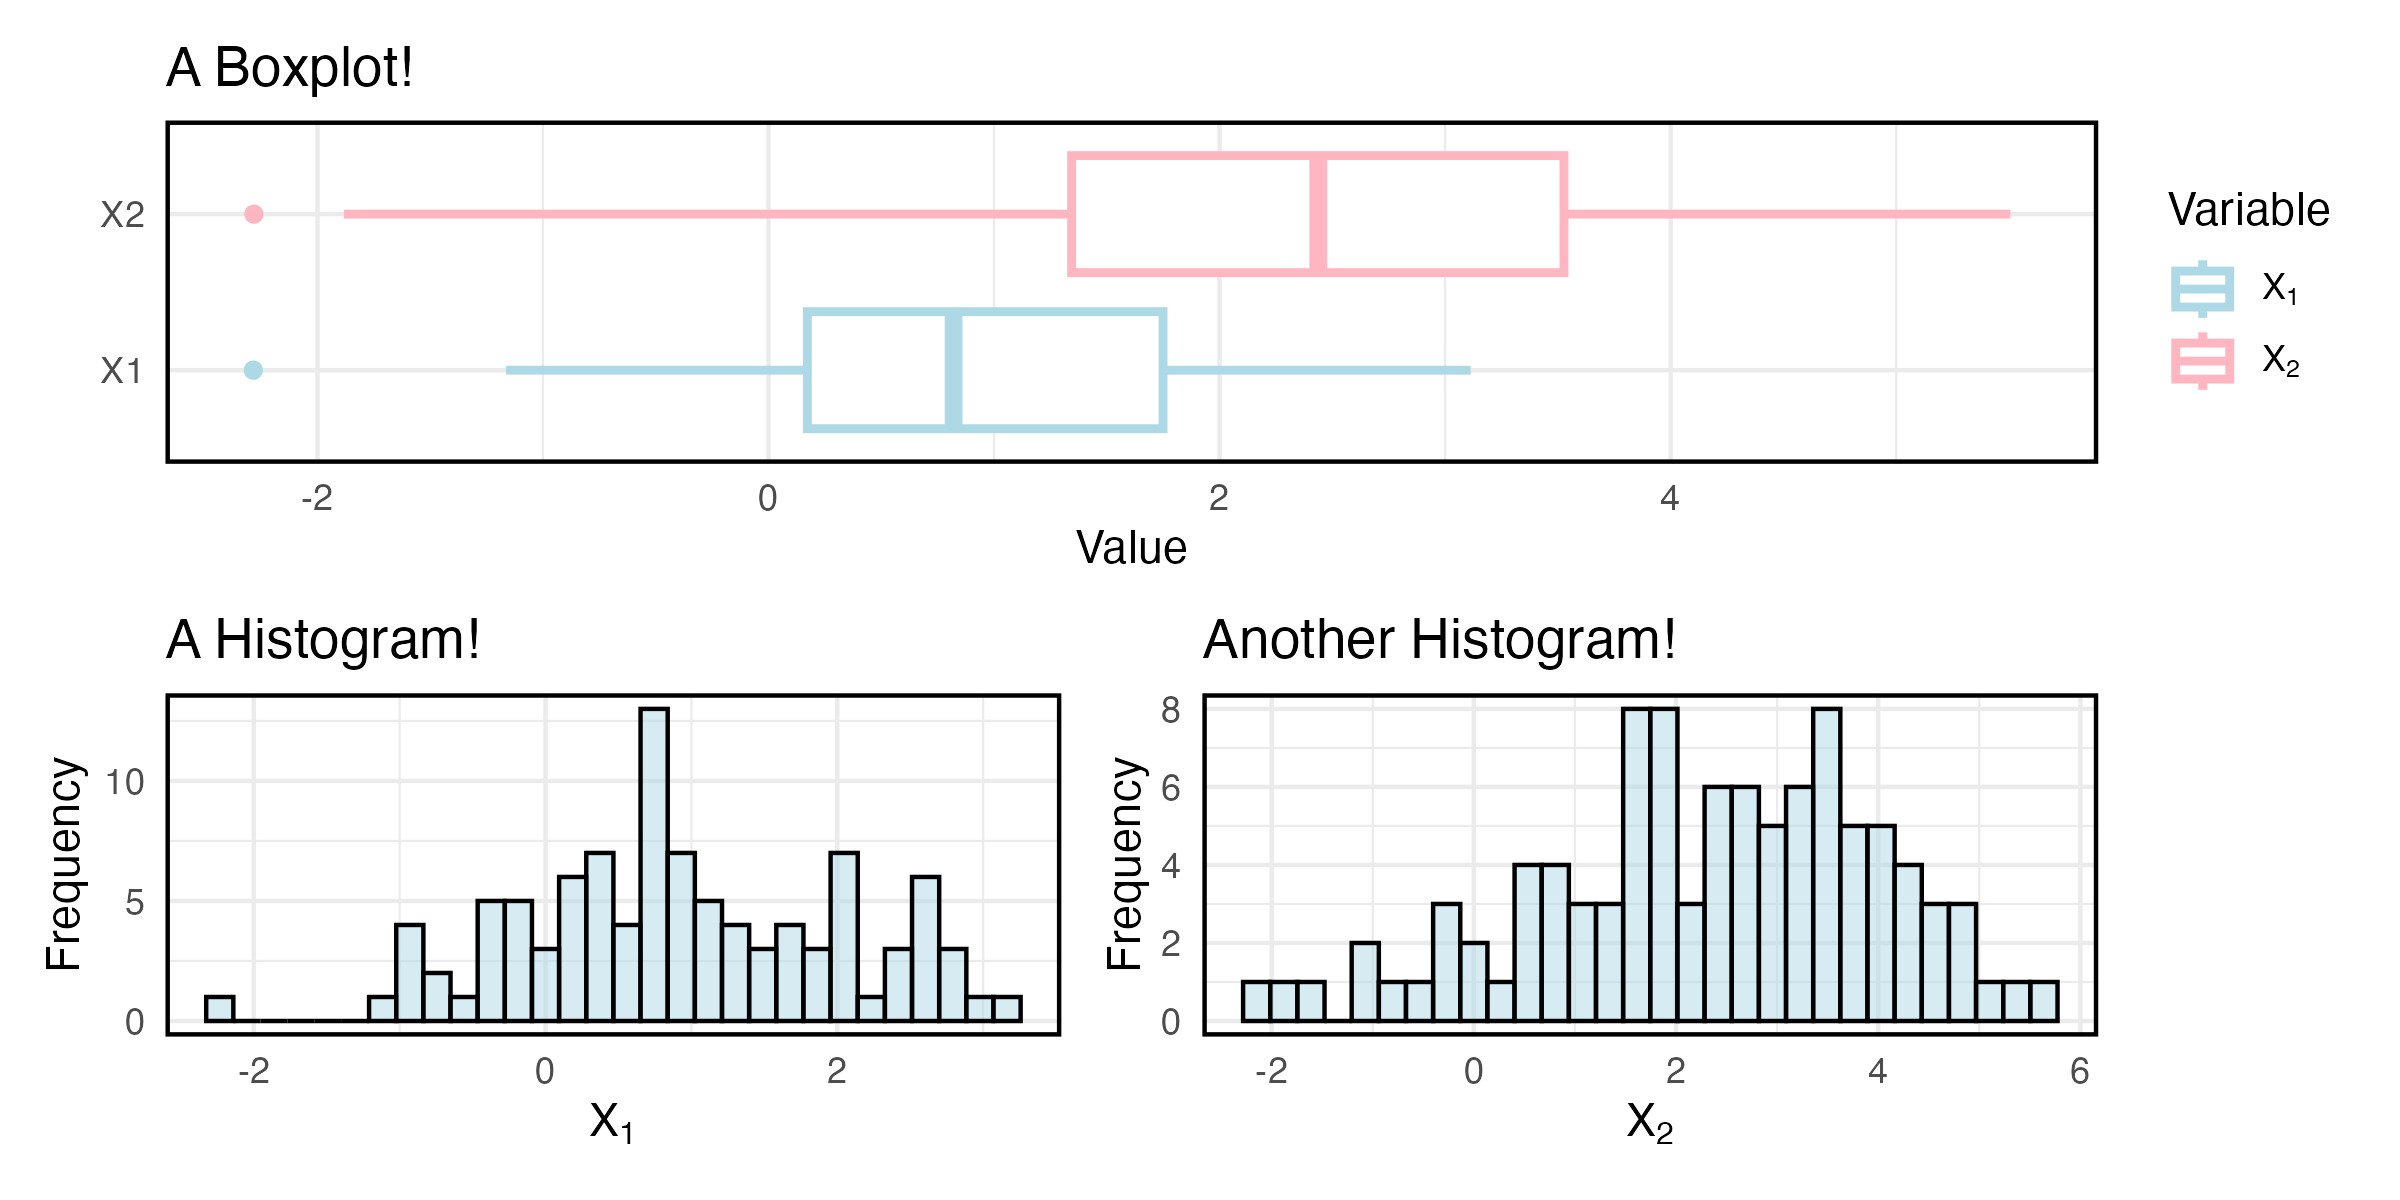 A Boxplot!
X2
X1
-2 0 2 4
Value
Variable
X₁
X₂
A Histogram!
Frequency
10
5
0
-2 0 2
X₁
Another Histogram!
Frequency
8
6
4
2
0
-2 0 2 4 6
X₂